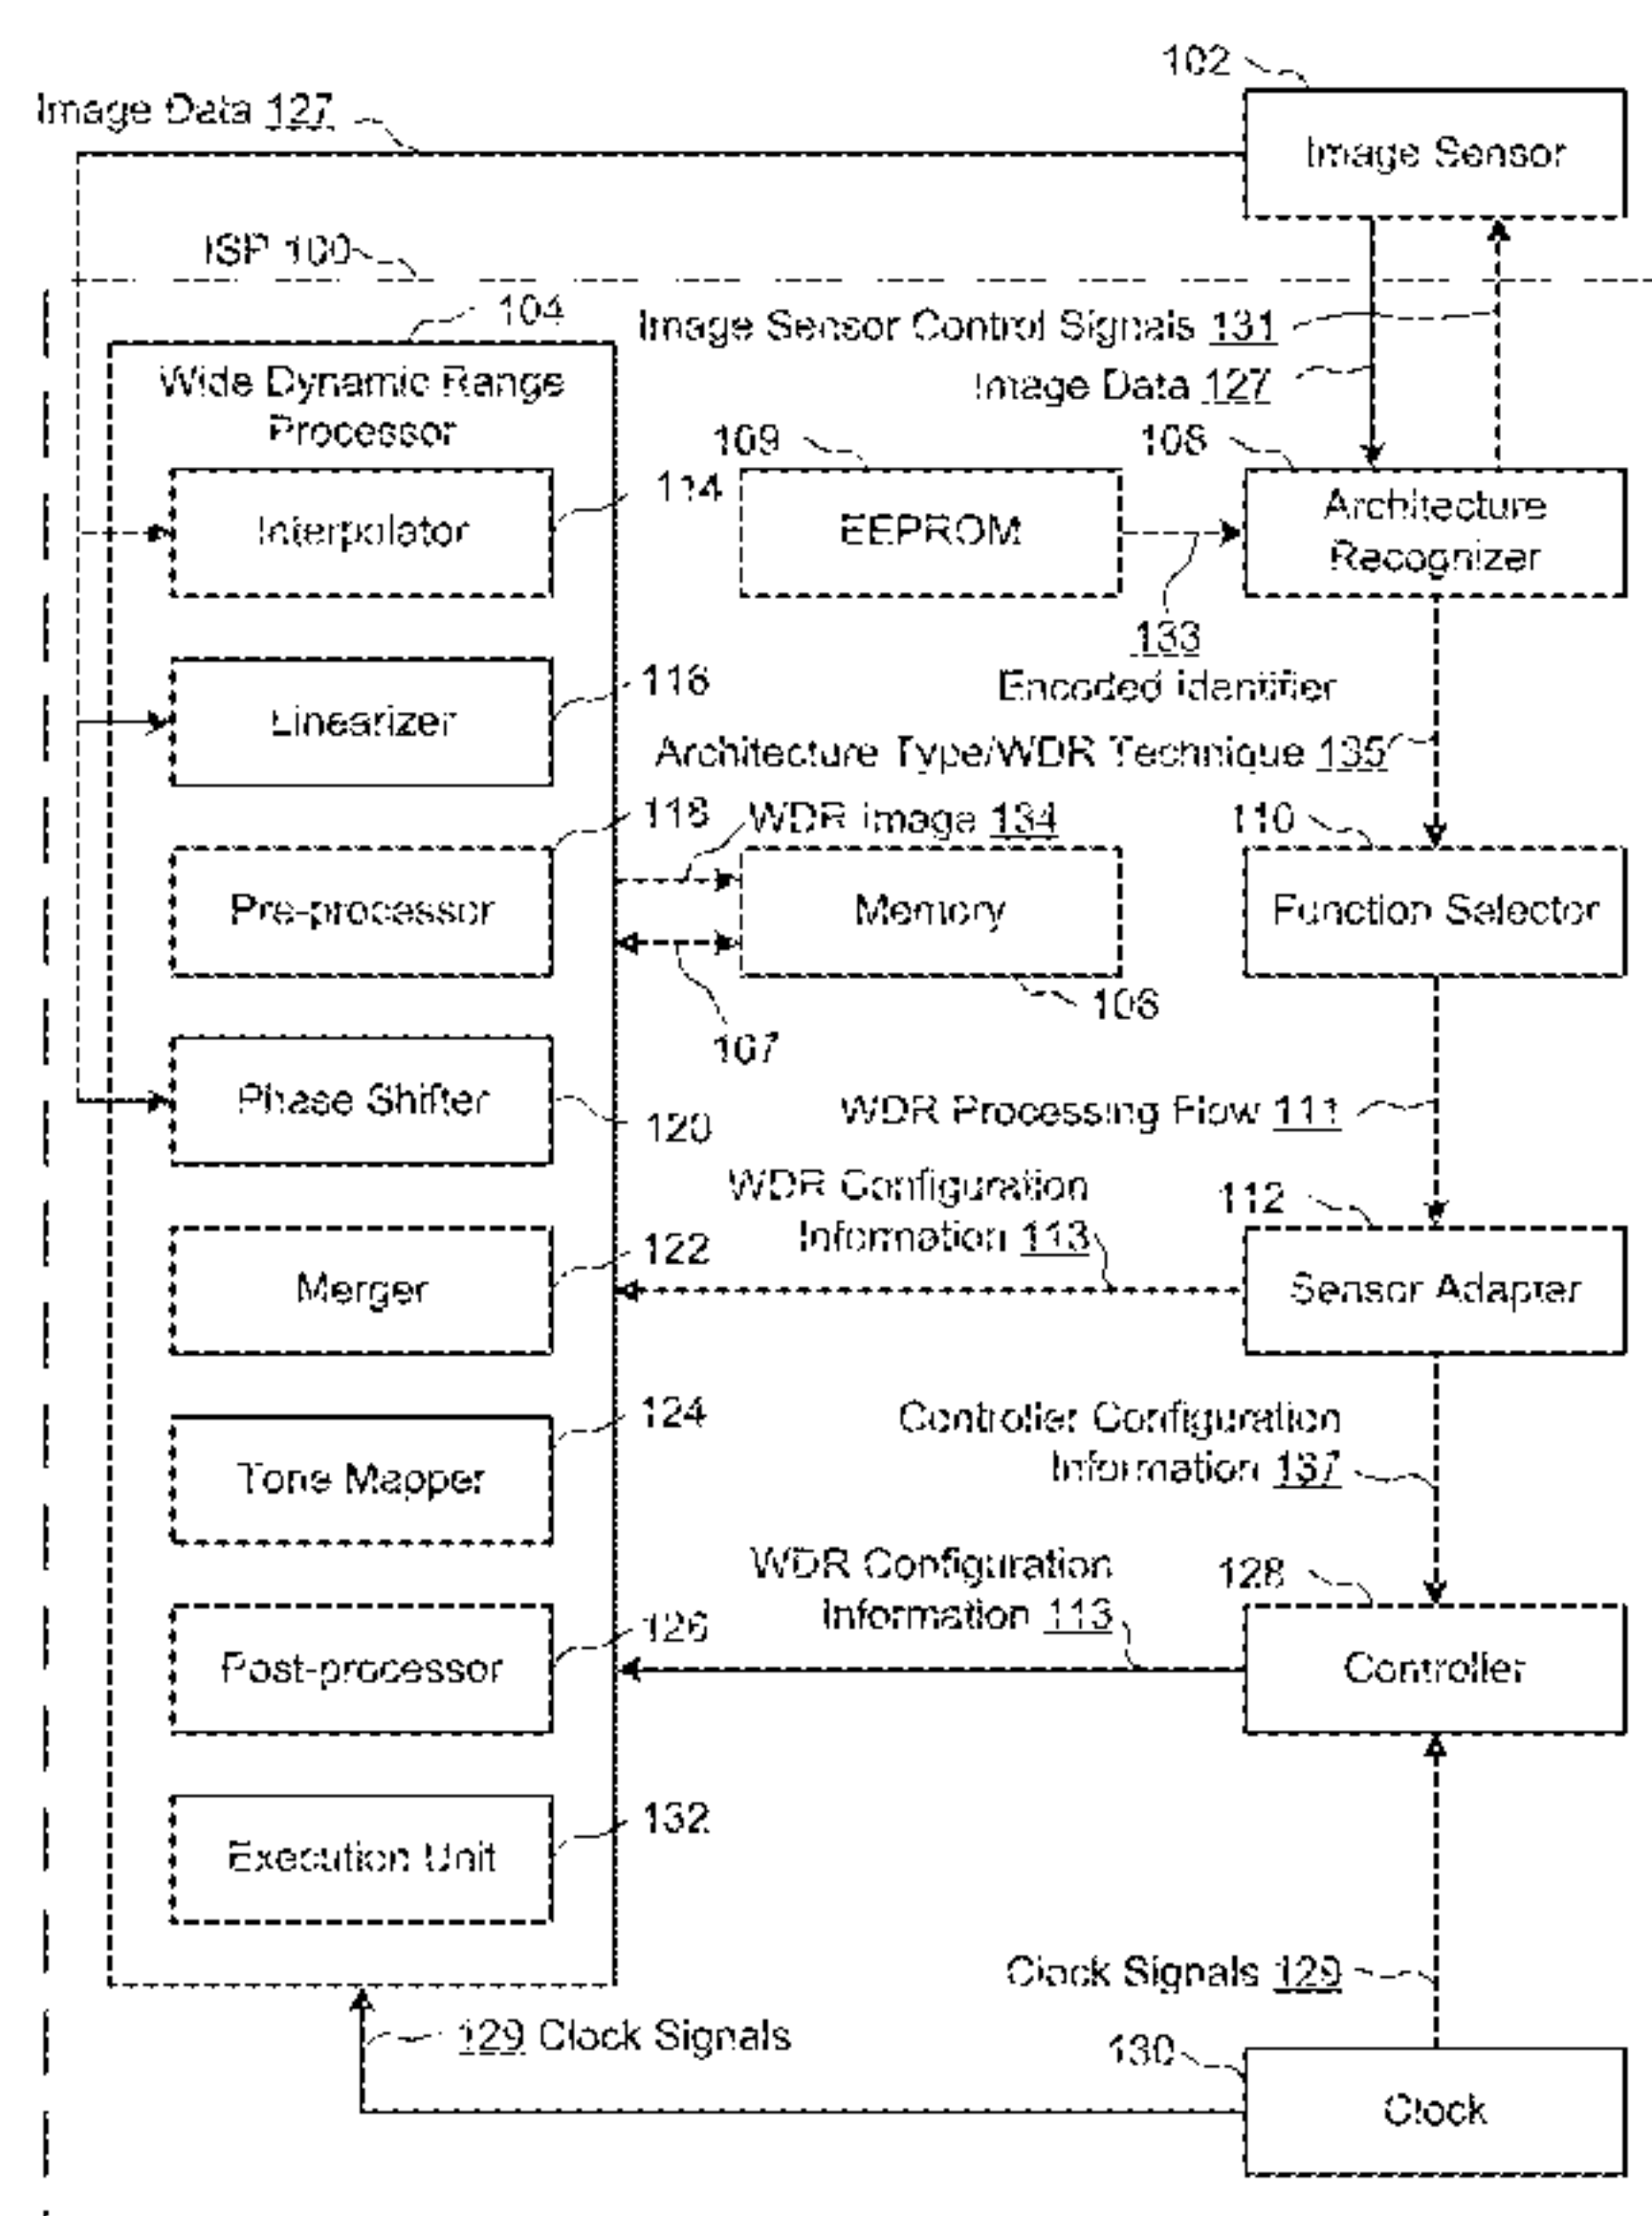 102
Image Data 127
Image Sensor
ISP 100
104
Image Sensor Control Signals 131
Wide Dynamic Range
Processor
Image Data 127
109
108
114
Interpolator
EEPROM
Architecture
Recognizer
133
Encoded identifier
116
Linearizer
Architecture Type/WDR Technique 135
118
WDR image 134
110
Pre-processor
Memory
Function Selector
106
107
Phase Shifter
120
WDR Processing Flow 111
WDR Configuration
Information 113
112
122
Merger
Sensor Adapter
124
Controller Configuration
Information 137
Tone Mapper
WDR Configuration
Information 113
128
126
Post-processor
Controller
132
Execution Unit
Clock Signals 129
129 Clock Signals
130
Clock